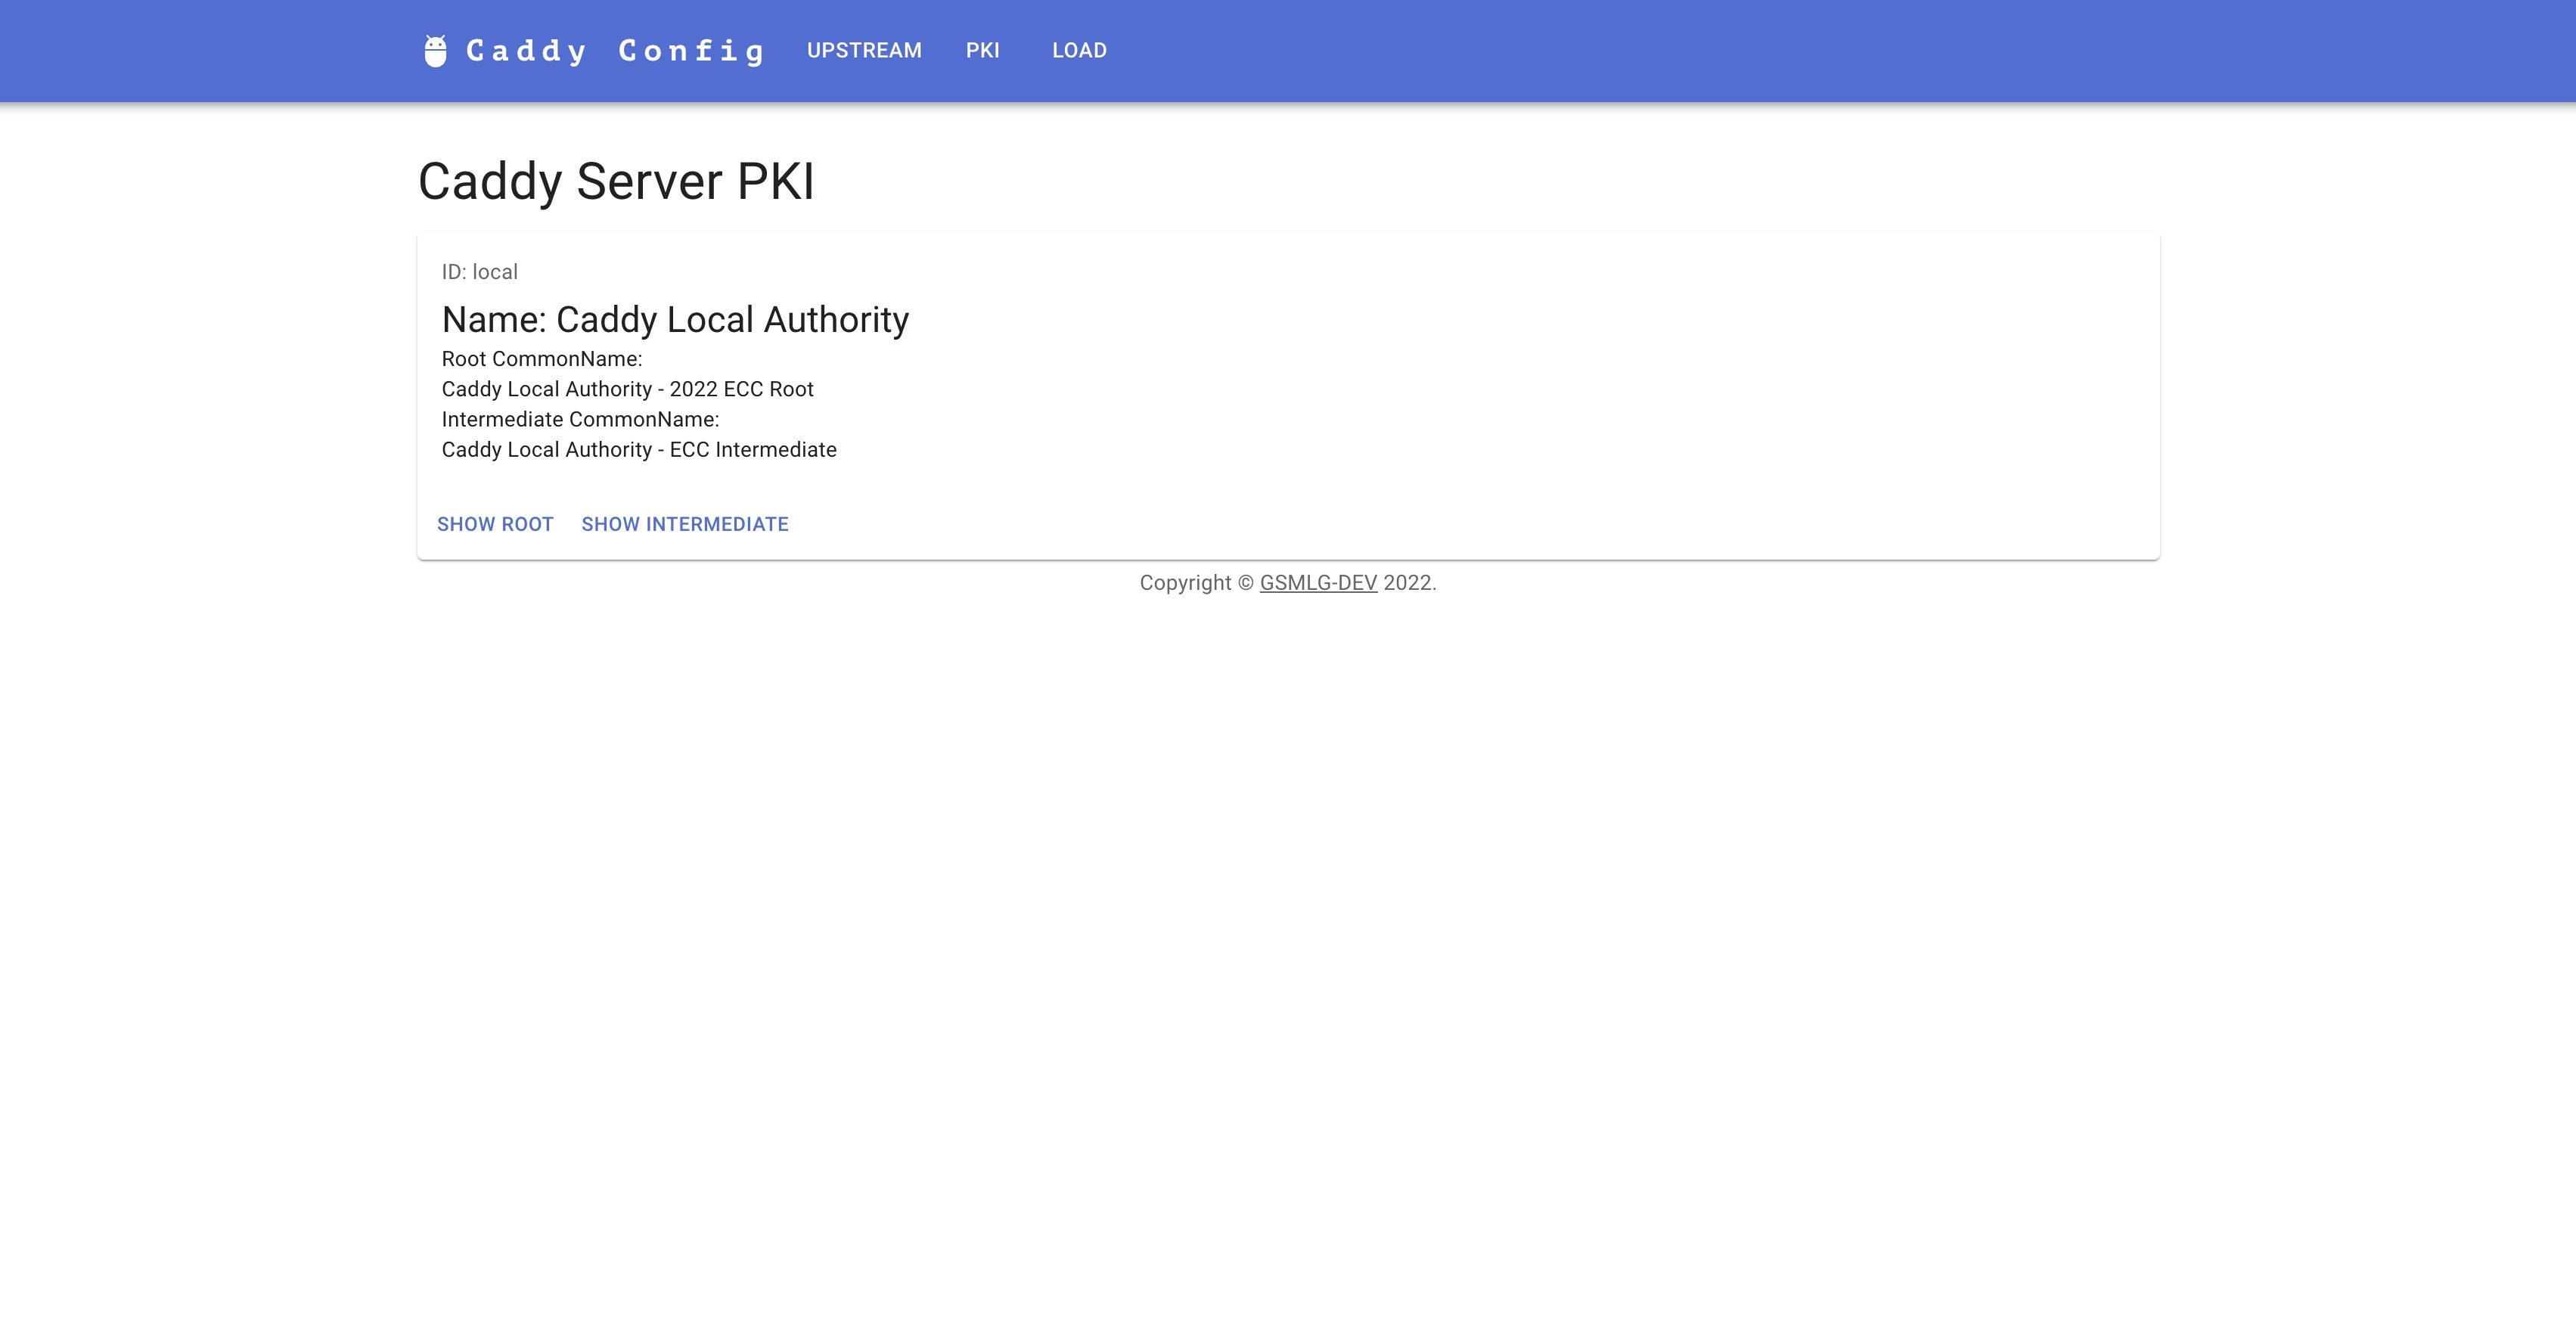 Caddy Config UPSTREAM PKI LOAD
Caddy Server PKI
ID: local
Name: Caddy Local Authority
Root CommonName:
Caddy Local Authority - 2022 ECC Root
Intermediate CommonName:
Caddy Local Authority - ECC Intermediate
SHOW ROOT SHOW INTERMEDIATE
Copyright © GSMLG-DEV 2022.